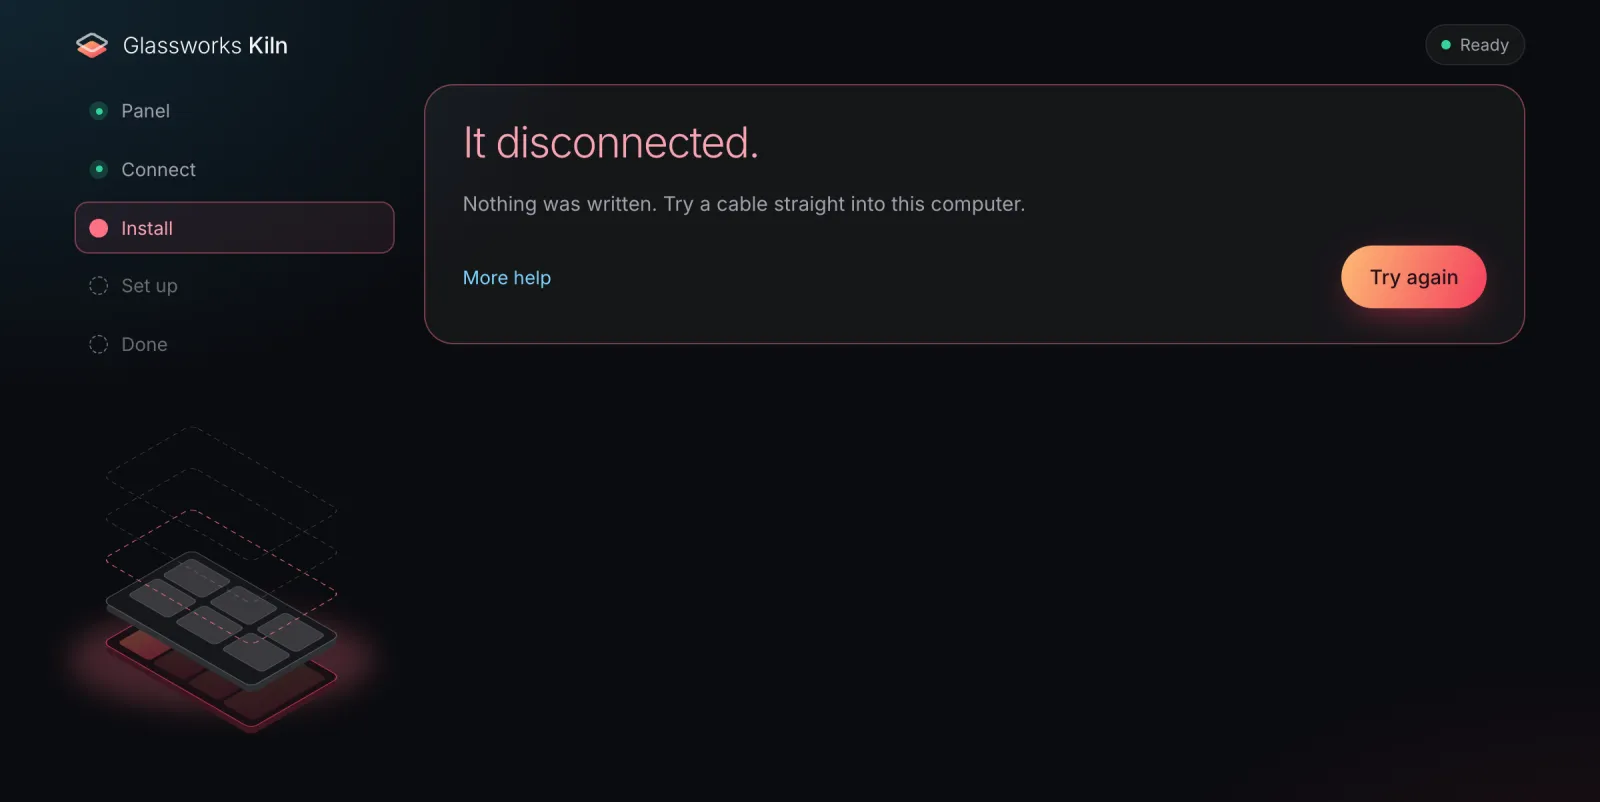 Glassworks Kiln
Ready
Panel
Connect
Install
Set up
Done
It disconnected.
Nothing was written. Try a cable straight into this computer.
More help
Try again